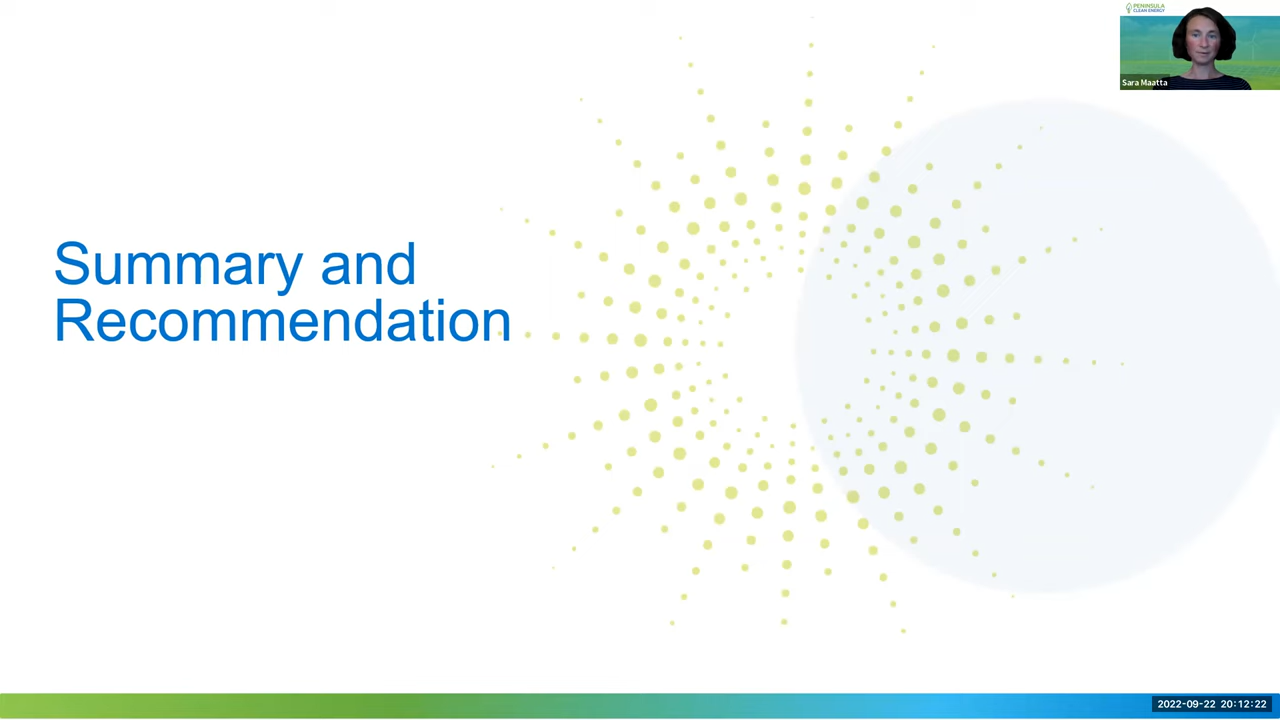 PENINSULA
CLEAN ENERGY
Sara Maatta
Summary and
Recommendation
2022-09-22 20:12:22